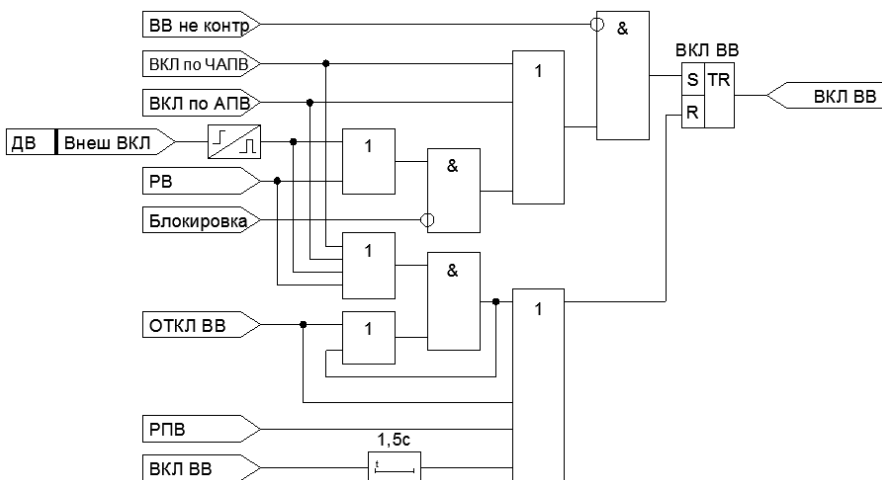 ВВ не контр
&
ВКЛ по ЧАПВ
1
ВКЛ ВВ
S TR
R
ВКЛ ВВ
ВКЛ по АПВ
ДВ Внеш ВКЛ
1
&
РВ
Блокировка
1
&
ОТКЛ ВВ
1
1
РПВ
1,5с
ВКЛ ВВ
t